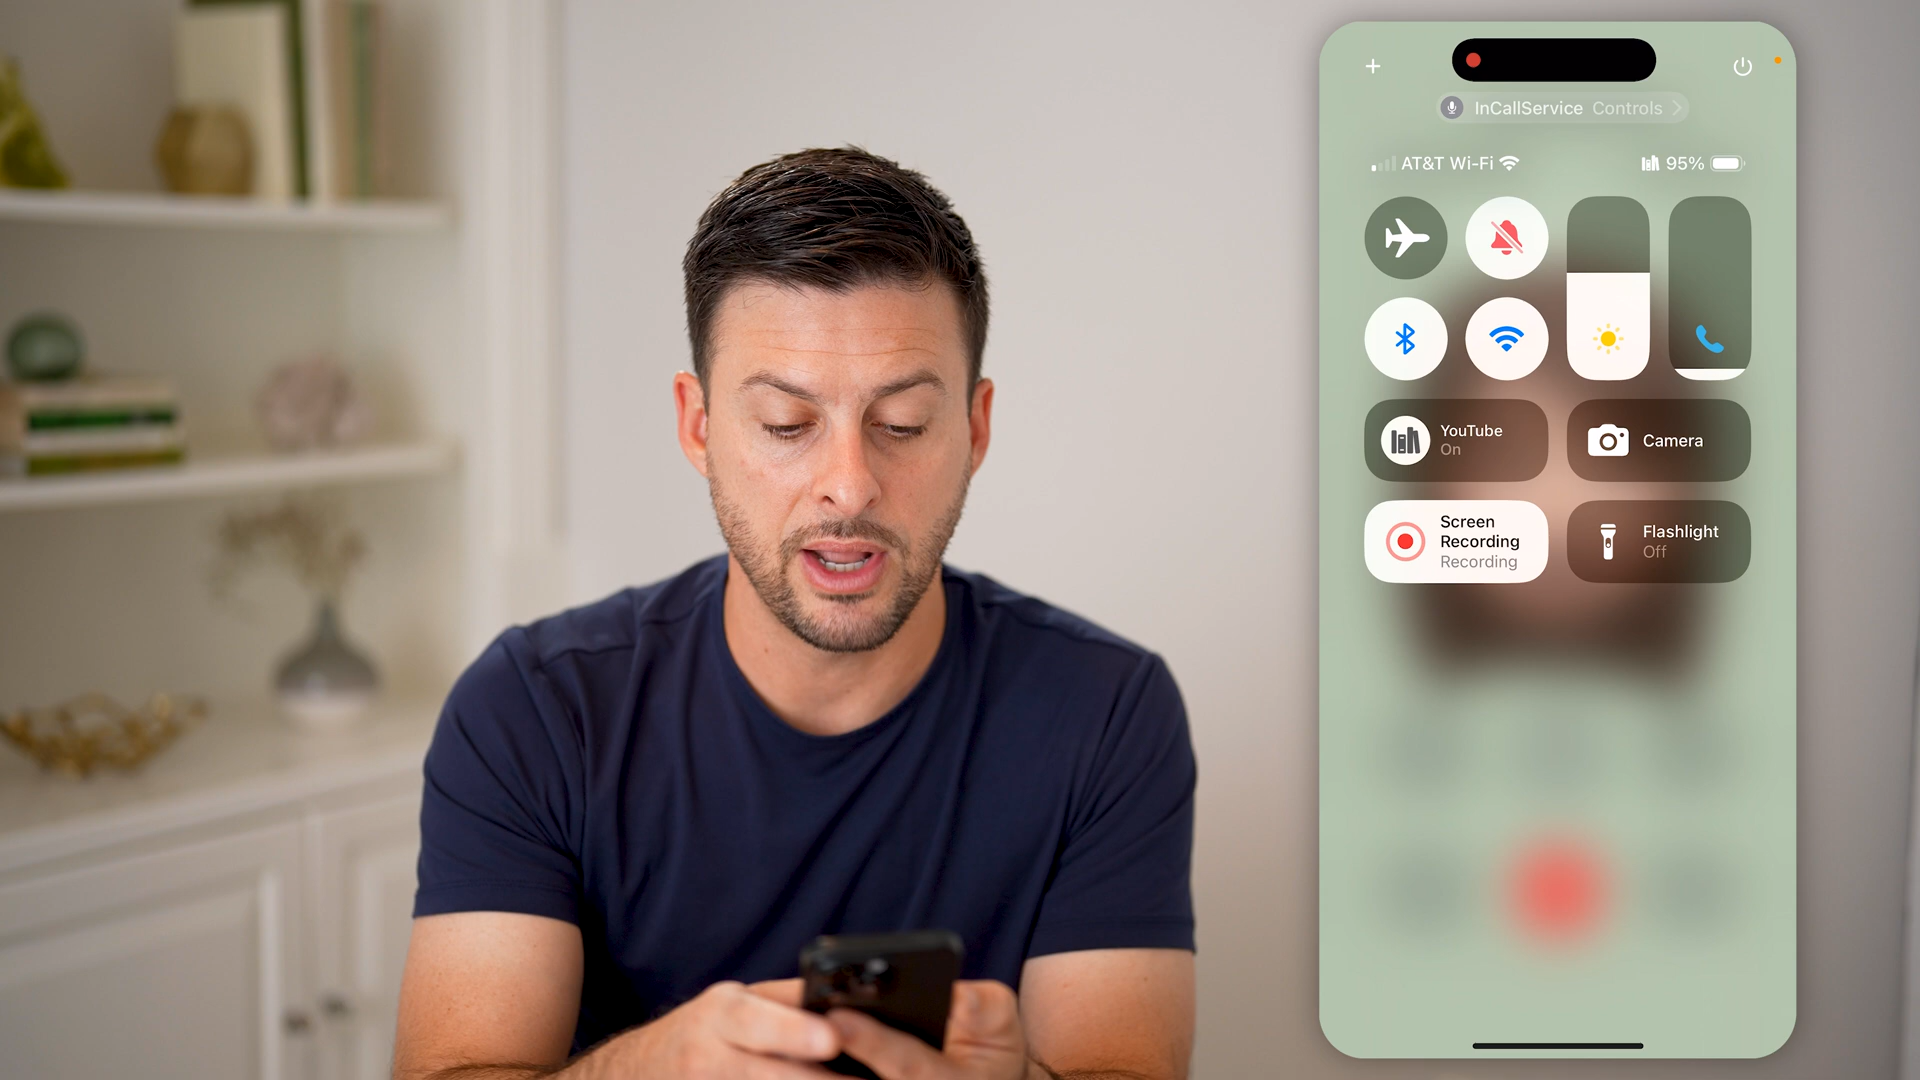 InCallService Controls
AT&T Wi-Fi 95%
YouTube
On
Camera
Screen
Recording
Recording
Flashlight
Off